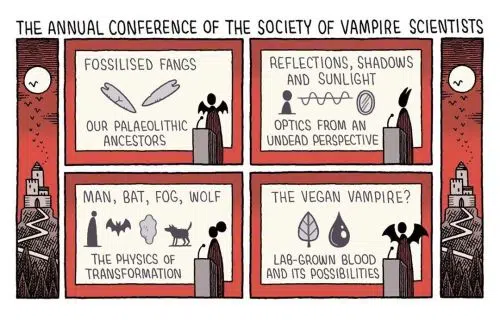 THE ANNUAL CONFERENCE OF THE SOCIETY OF VAMPIRE SCIENTISTS
FOSSILISED FANGS
OUR PALAEOLITHIC
ANCESTORS
REFLECTIONS, SHADOWS
AND SUNLIGHT
OPTICS FROM AN
UNDEAD PERSPECTIVE
MAN, BAT, FOG, WOLF
THE PHYSICS OF
TRANSFORMATION
THE VEGAN VAMPIRE?
LAB-GROWN BLOOD
AND ITS POSSIBILITIES